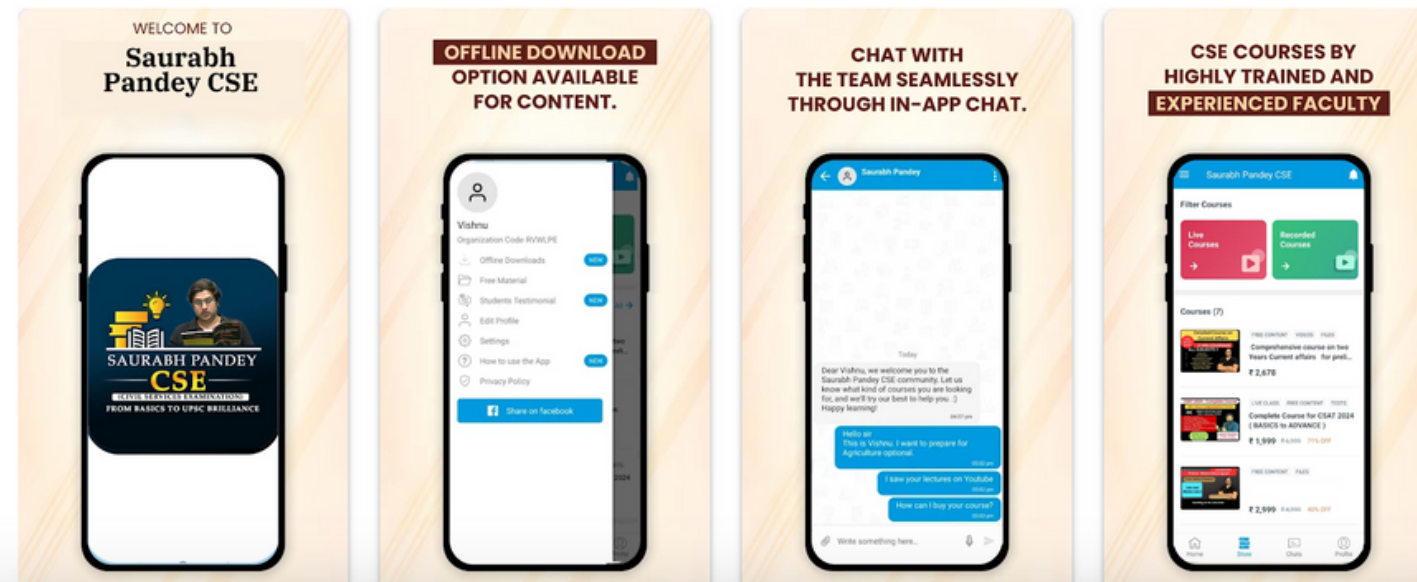 WELCOME TO
Saurabh
Pandey CSE
SAURABH PANDEY
CSE
(CIVIL SERVICES EXAMINATION)
FROM BASICS TO UPSC BRILLIANCE
OFFLINE DOWNLOAD
OPTION AVAILABLE
FOR CONTENT.
Vishnu
Organization Code RVWLPE
Offline Downloads NEW
Free Material
Students Testimonial NEW
Edit Profile
Settings
How to use the App NEW
Privacy Policy
Share on facebook
CHAT WITH
THE TEAM SEAMLESSLY
THROUGH IN-APP CHAT.
Saurabh Pandey
Today
Dear Vishnu, we welcome you to the
Saurabh Pandey CSE community. Let us
know what kind of courses you are looking
for, and we'll try our best to help you :)
Happy learning!
Hello sir
This is Vishnu. I want to prepare for
Agriculture optional.
I saw your lectures on Youtube
How can I buy your course?
Write something here..
CSE COURSES BY
HIGHLY TRAINED AND
EXPERIENCED FACULTY
Saurabh Pandey CSE
Filter Courses
Live
Courses
Recorded
Courses
Courses (7)
FREE CONTENT VIDEOS FILES
Comprehensive course on two
Years Current affairs for preli...
₹ 2,678
LIVE CLASS FREE CONTENT TESTS
Complete Course for CSAT 2024
( BASICS to ADVANCE )
₹ 1,999 71% OFF
FREE CONTENT FILES
₹ 2,999 40% OFF
Home Store Chats Profile